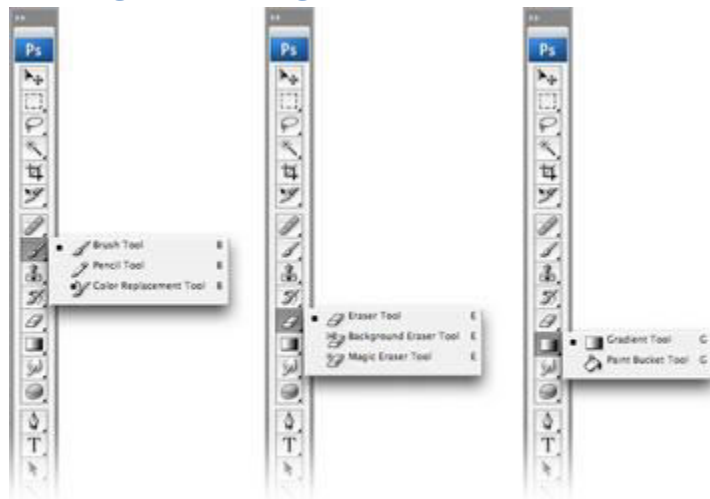 Ps
Brush Tool B
Pencil Tool B
Color Replacement Tool B
Ps
Eraser Tool E
Background Eraser Tool E
Magic Eraser Tool E
Ps
Gradient Tool G
Paint Bucket Tool G